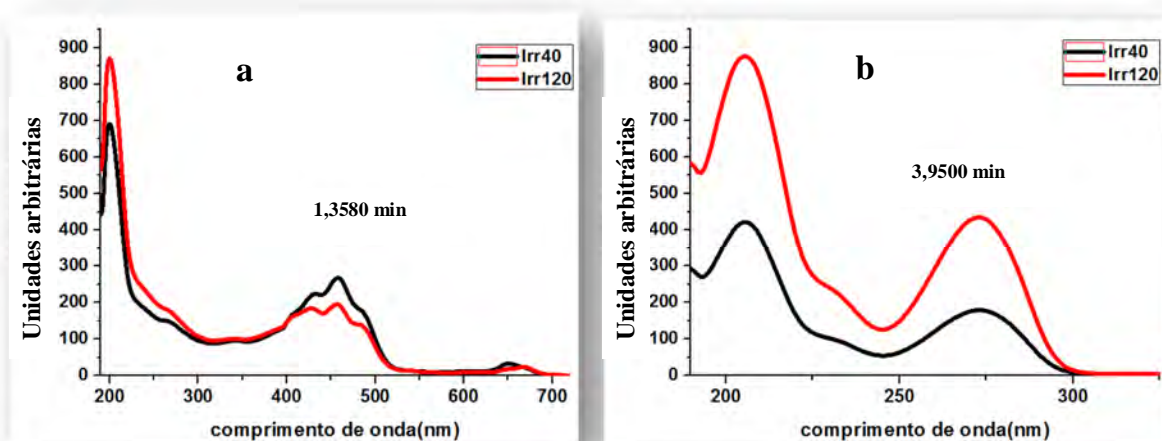 a
Irr40
Irr120
1,3580 min
Unidades arbitrárias
900
800
700
600
500
400
300
200
100
0
200 300 400 500 600 700
comprimento de onda(nm)
b
Irr40
Irr120
3,9500 min
Unidades arbitrárias
900
800
700
600
500
400
300
200
100
0
200 250 300
comprimento de onda(nm)